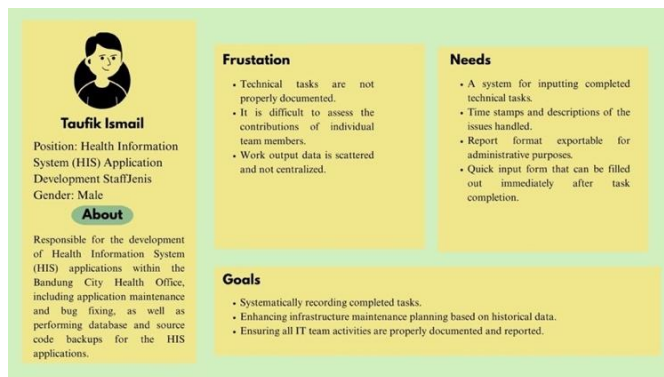 Taufik Ismail
Position: Health Information
System (HIS) Application
Development StaffJenis
Gender: Male
About
Responsible for the development
of Health Information System
(HIS) applications within the
Bandung City Health Office,
including application maintenance
and bug fixing, as well as
performing database and source
code backups for the HIS
applications.
Frustation
• Technical tasks are not
properly documented.
• It is difficult to assess the
contributions of individual
team members.
• Work output data is scattered
and not centralized.
Needs
• A system for inputting completed
technical tasks.
• Time stamps and descriptions of the
issues handled.
• Report format exportable for
administrative purposes.
• Quick input form that can be filled
out immediately after task
completion.
Goals
• Systematically recording completed tasks.
• Enhancing infrastructure maintenance planning based on historical data.
• Ensuring all IT team activities are properly documented and reported.